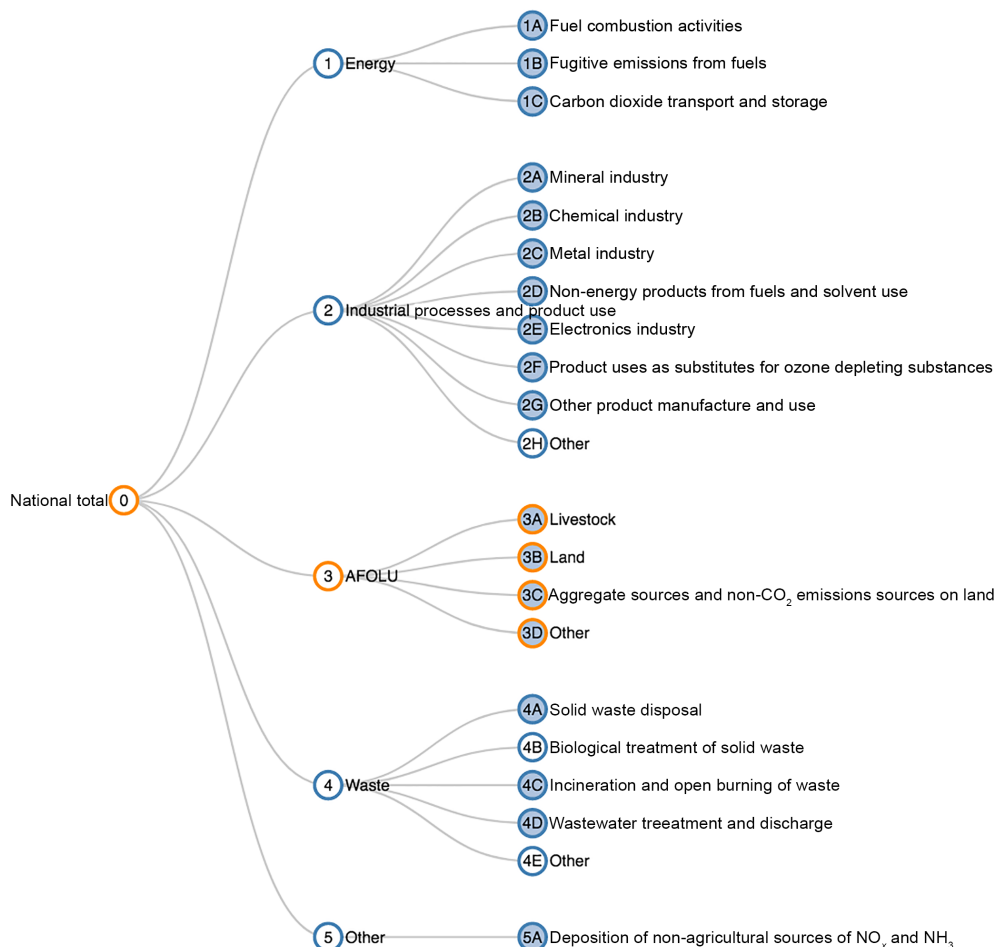 1A Fuel combustion activities
1 Energy
1B Fugitive emissions from fuels
1C Carbon dioxide transport and storage
2A Mineral industry
2B Chemical industry
2C Metal industry
2D Non-energy products from fuels and solvent use
2 Industrial processes and product use
2E Electronics industry
2F Product uses as substitutes for ozone depleting substances
2G Other product manufacture and use
2H Other
National total 0
3A Livestock
3B Land
3 AFOLU
3C Aggregate sources and non-CO₂ emissions sources on land
3D Other
4A Solid waste disposal
4B Biological treatment of solid waste
4 Waste
4C Incineration and open burning of waste
4D Wastewater treeatment and discharge
4E Other
5 Other
5A Deposition of non-agricultural sources of NOₓ and NH₃